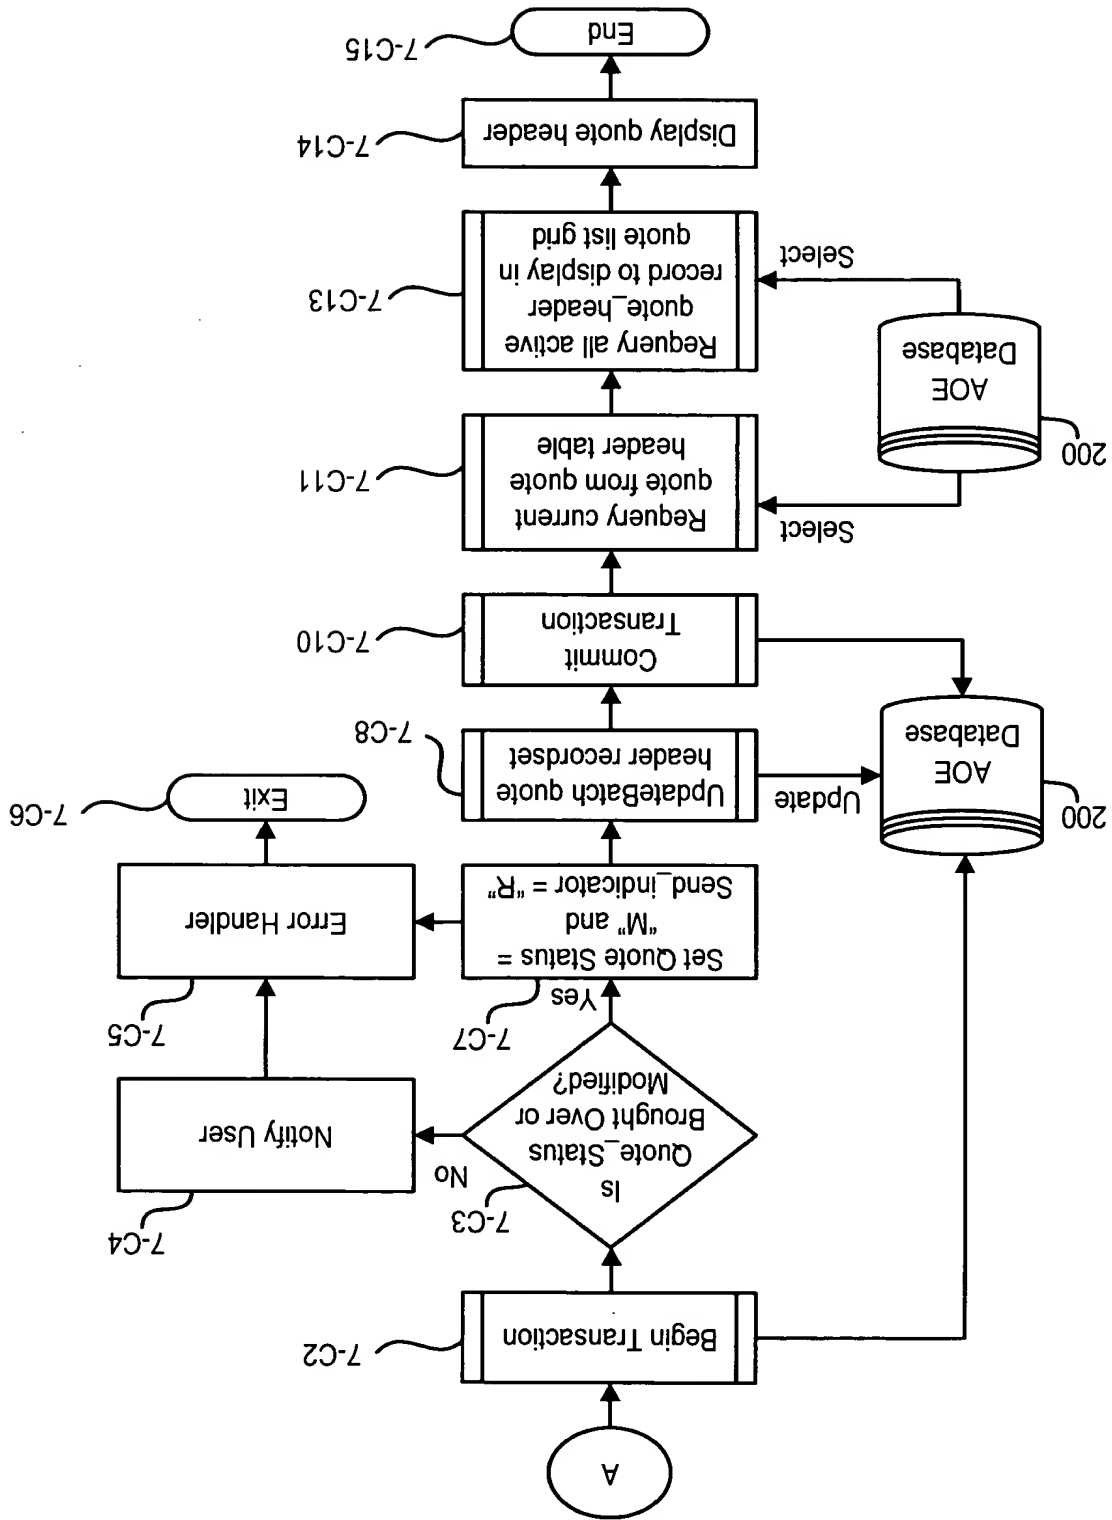 A
Begin Transaction
7-C2
Is
Quote_Status
Brought Over or
Modified?
7-C3
No
Yes
Notify User
7-C4
Error Handler
7-C5
Exit
7-C6
Set Quote Status =
"M" and
Send_indicator = "R"
7-C7
UpdateBatch quote
header recordset
7-C8
Update
AOE
Database
200
Commit
Transaction
7-C10
Requery current
quote from quote
header table
7-C11
Select
AOE
Database
200
Select
Requery all active
quote_header
record to display in
quote list grid
7-C13
Display quote header
7-C14
End
7-C15